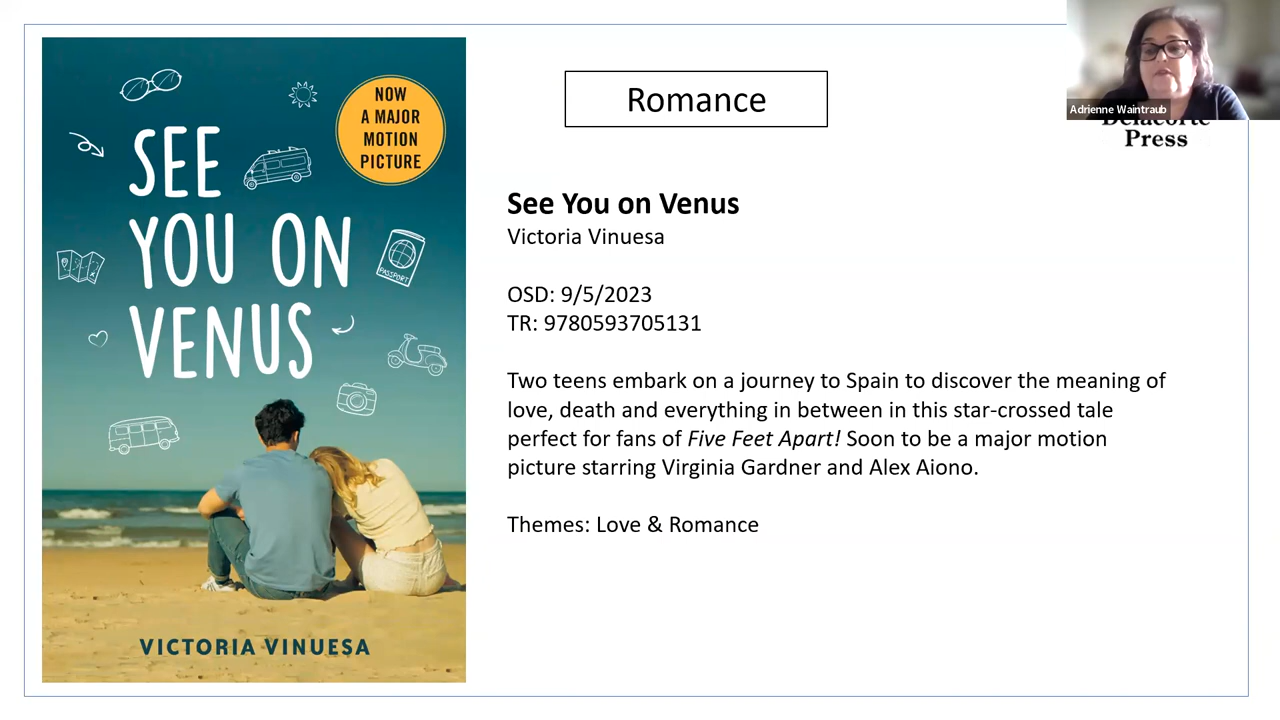 SEE
YOU ON
VENUS
NOW
A MAJOR
MOTION
PICTURE
PASSPORT
VICTORIA VINUESA
Romance
Adrienne Waintraub
Delacorte
Press
See You on Venus
Victoria Vinuesa
OSD: 9/5/2023
TR: 9780593705131
Two teens embark on a journey to Spain to discover the meaning of
love, death and everything in between in this star-crossed tale
perfect for fans of Five Feet Apart! Soon to be a major motion
picture starring Virginia Gardner and Alex Aiono.
Themes: Love & Romance